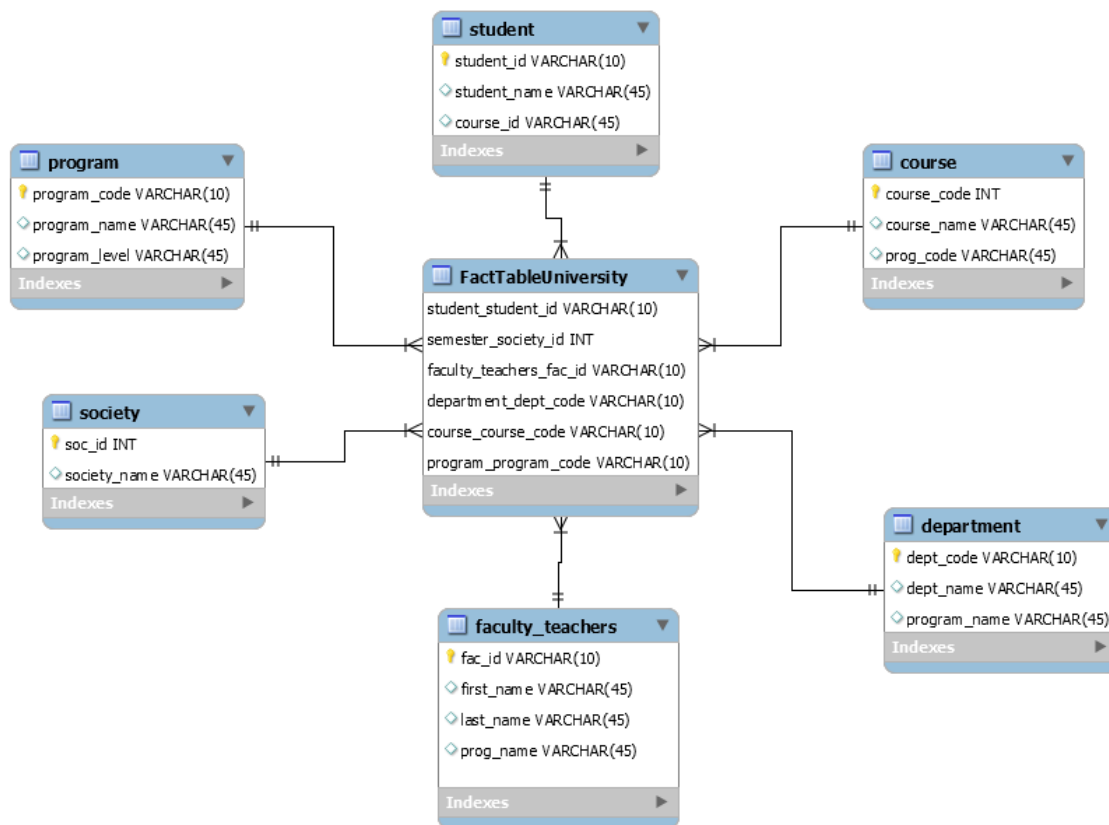 student
student_id VARCHAR(10)
student_name VARCHAR(45)
course_id VARCHAR(45)
Indexes
program
program_code VARCHAR(10)
program_name VARCHAR(45)
program_level VARCHAR(45)
Indexes
course
course_code INT
course_name VARCHAR(45)
prog_code VARCHAR(45)
Indexes
FactTableUniversity
student_student_id VARCHAR(10)
semester_society_id INT
faculty_teachers_fac_id VARCHAR(10)
department_dept_code VARCHAR(10)
course_course_code VARCHAR(10)
program_program_code VARCHAR(10)
Indexes
society
soc_id INT
society_name VARCHAR(45)
Indexes
department
dept_code VARCHAR(10)
dept_name VARCHAR(45)
program_name VARCHAR(45)
Indexes
faculty_teachers
fac_id VARCHAR(10)
first_name VARCHAR(45)
last_name VARCHAR(45)
prog_name VARCHAR(45)
Indexes